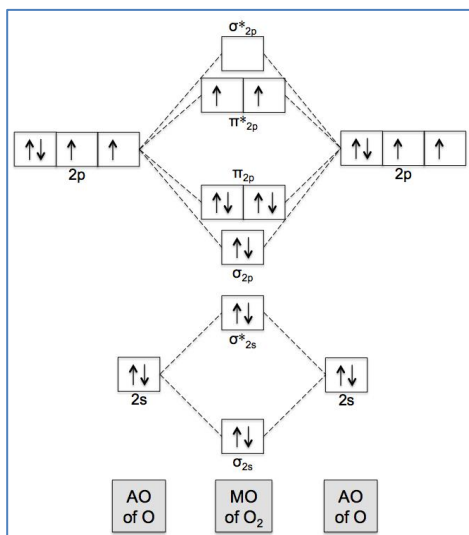 σ*2p
π*2p
2p
2p
π2p
σ2p
σ*2s
2s
2s
σ2s
AO
of O
MO
of O2
AO
of O